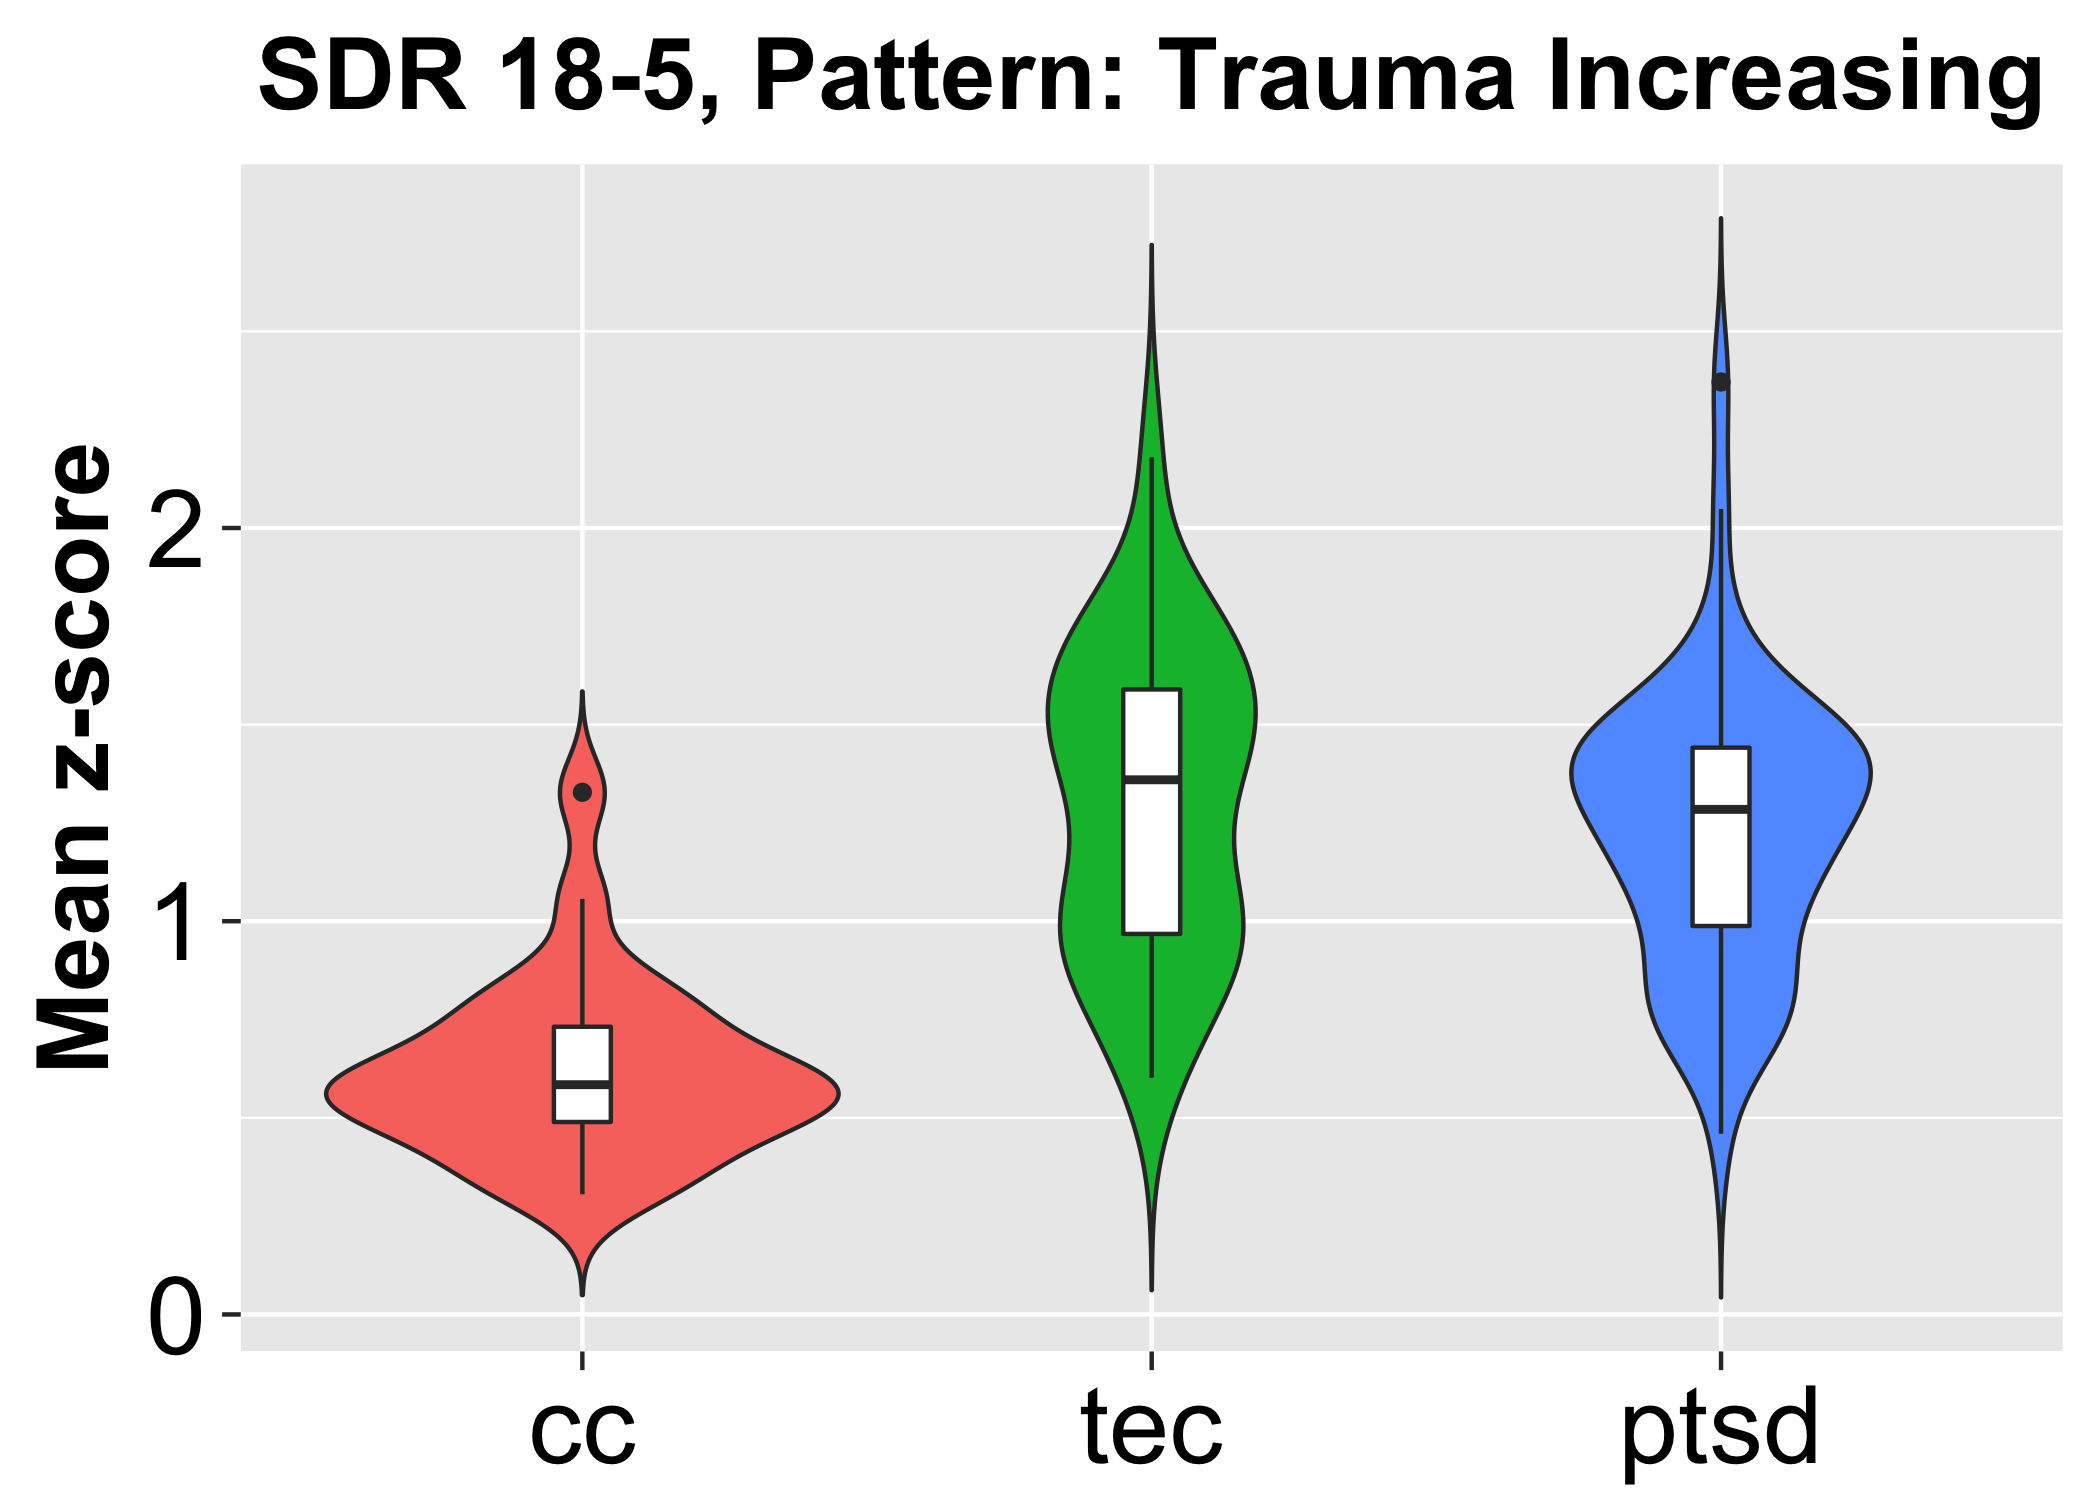 SDR 18-5, Pattern: Trauma Increasing
Mean z-score
2
1
0
cc
tec
ptsd